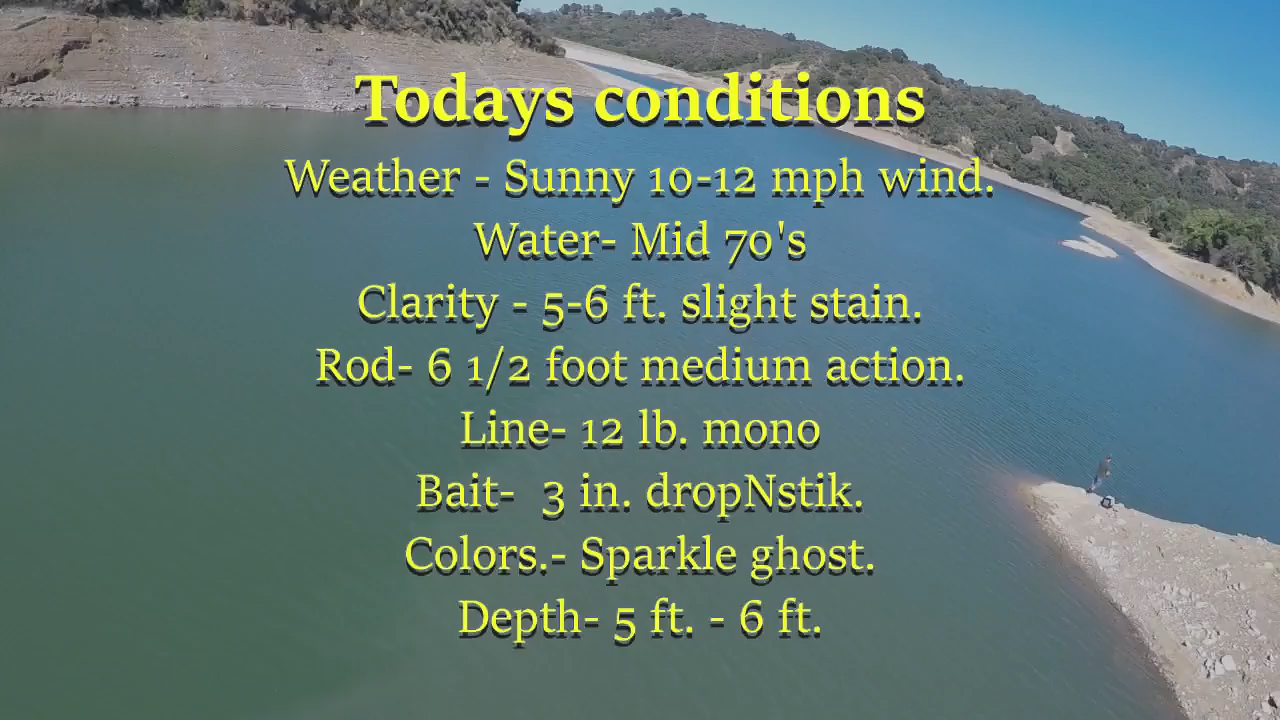 Todays conditions
Weather - Sunny 10-12 mph wind.
Water- Mid 70's
Clarity - 5-6 ft. slight stain.
Rod- 6 1/2 foot medium action.
Line- 12 lb. mono
Bait-  3 in. dropNstik.
Colors.- Sparkle ghost.
Depth- 5 ft. - 6 ft.